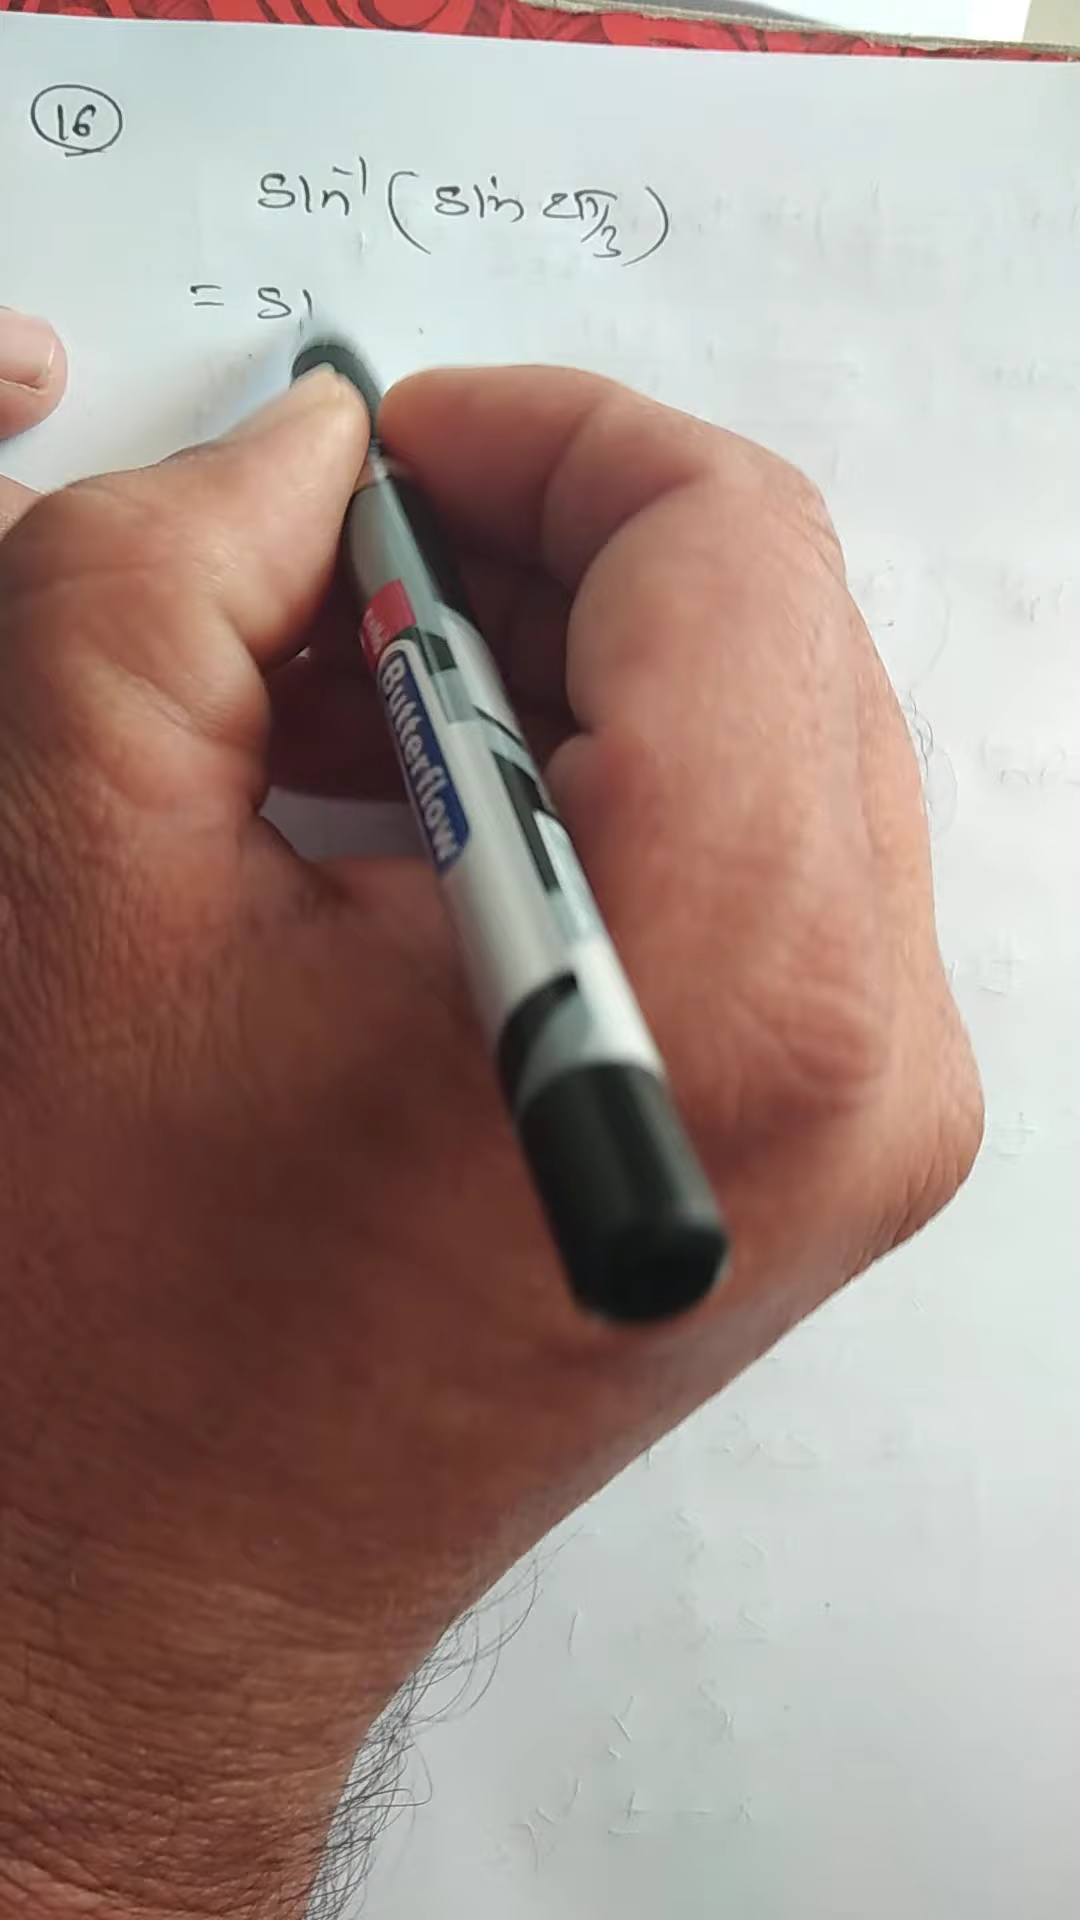 16
sin⁻¹ ( sin 2π/3 )
= si
Butterflow